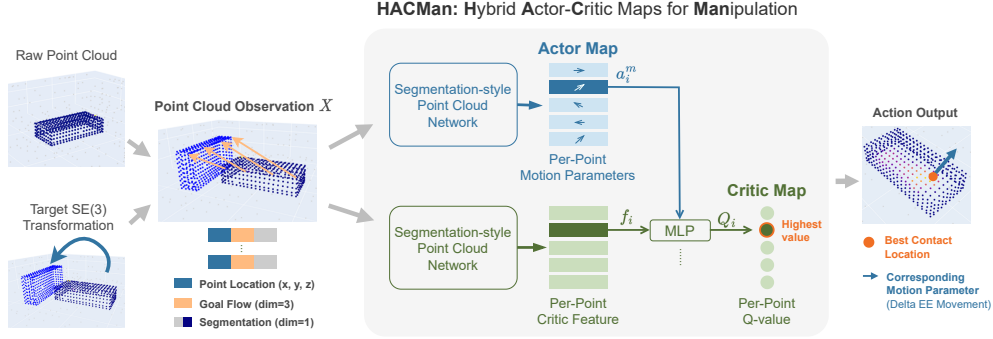 HACMan: Hybrid Actor-Critic Maps for Manipulation
Raw Point Cloud
Target SE(3)
Transformation
Point Cloud Observation X
Point Location (x, y, z)
Goal Flow (dim=3)
Segmentation (dim=1)
Segmentation-style
Point Cloud
Network
Actor Map
a_i^m
Per-Point
Motion Parameters
Segmentation-style
Point Cloud
Network
Per-Point
Critic Feature
f_i
MLP
Q_i
Critic Map
Highest
value
Per-Point
Q-value
Action Output
Best Contact
Location
Corresponding
Motion Parameter
(Delta EE Movement)